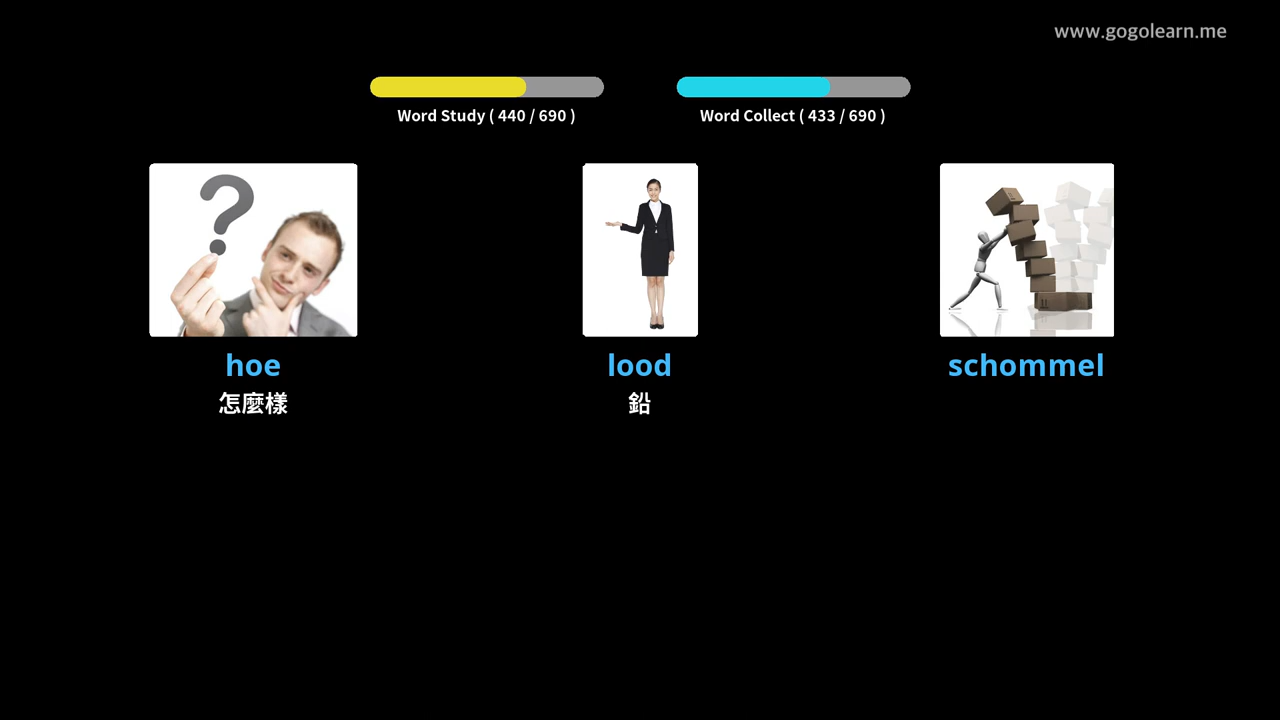 www.gogolearn.me
Word Study ( 440 / 690 )
Word Collect ( 433 / 690 )
hoe
怎麼樣
lood
鉛
schommel